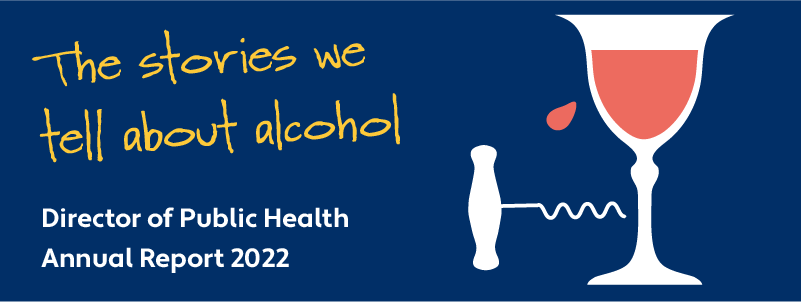 The stories we
tell about alcohol
Director of Public Health
Annual Report 2022